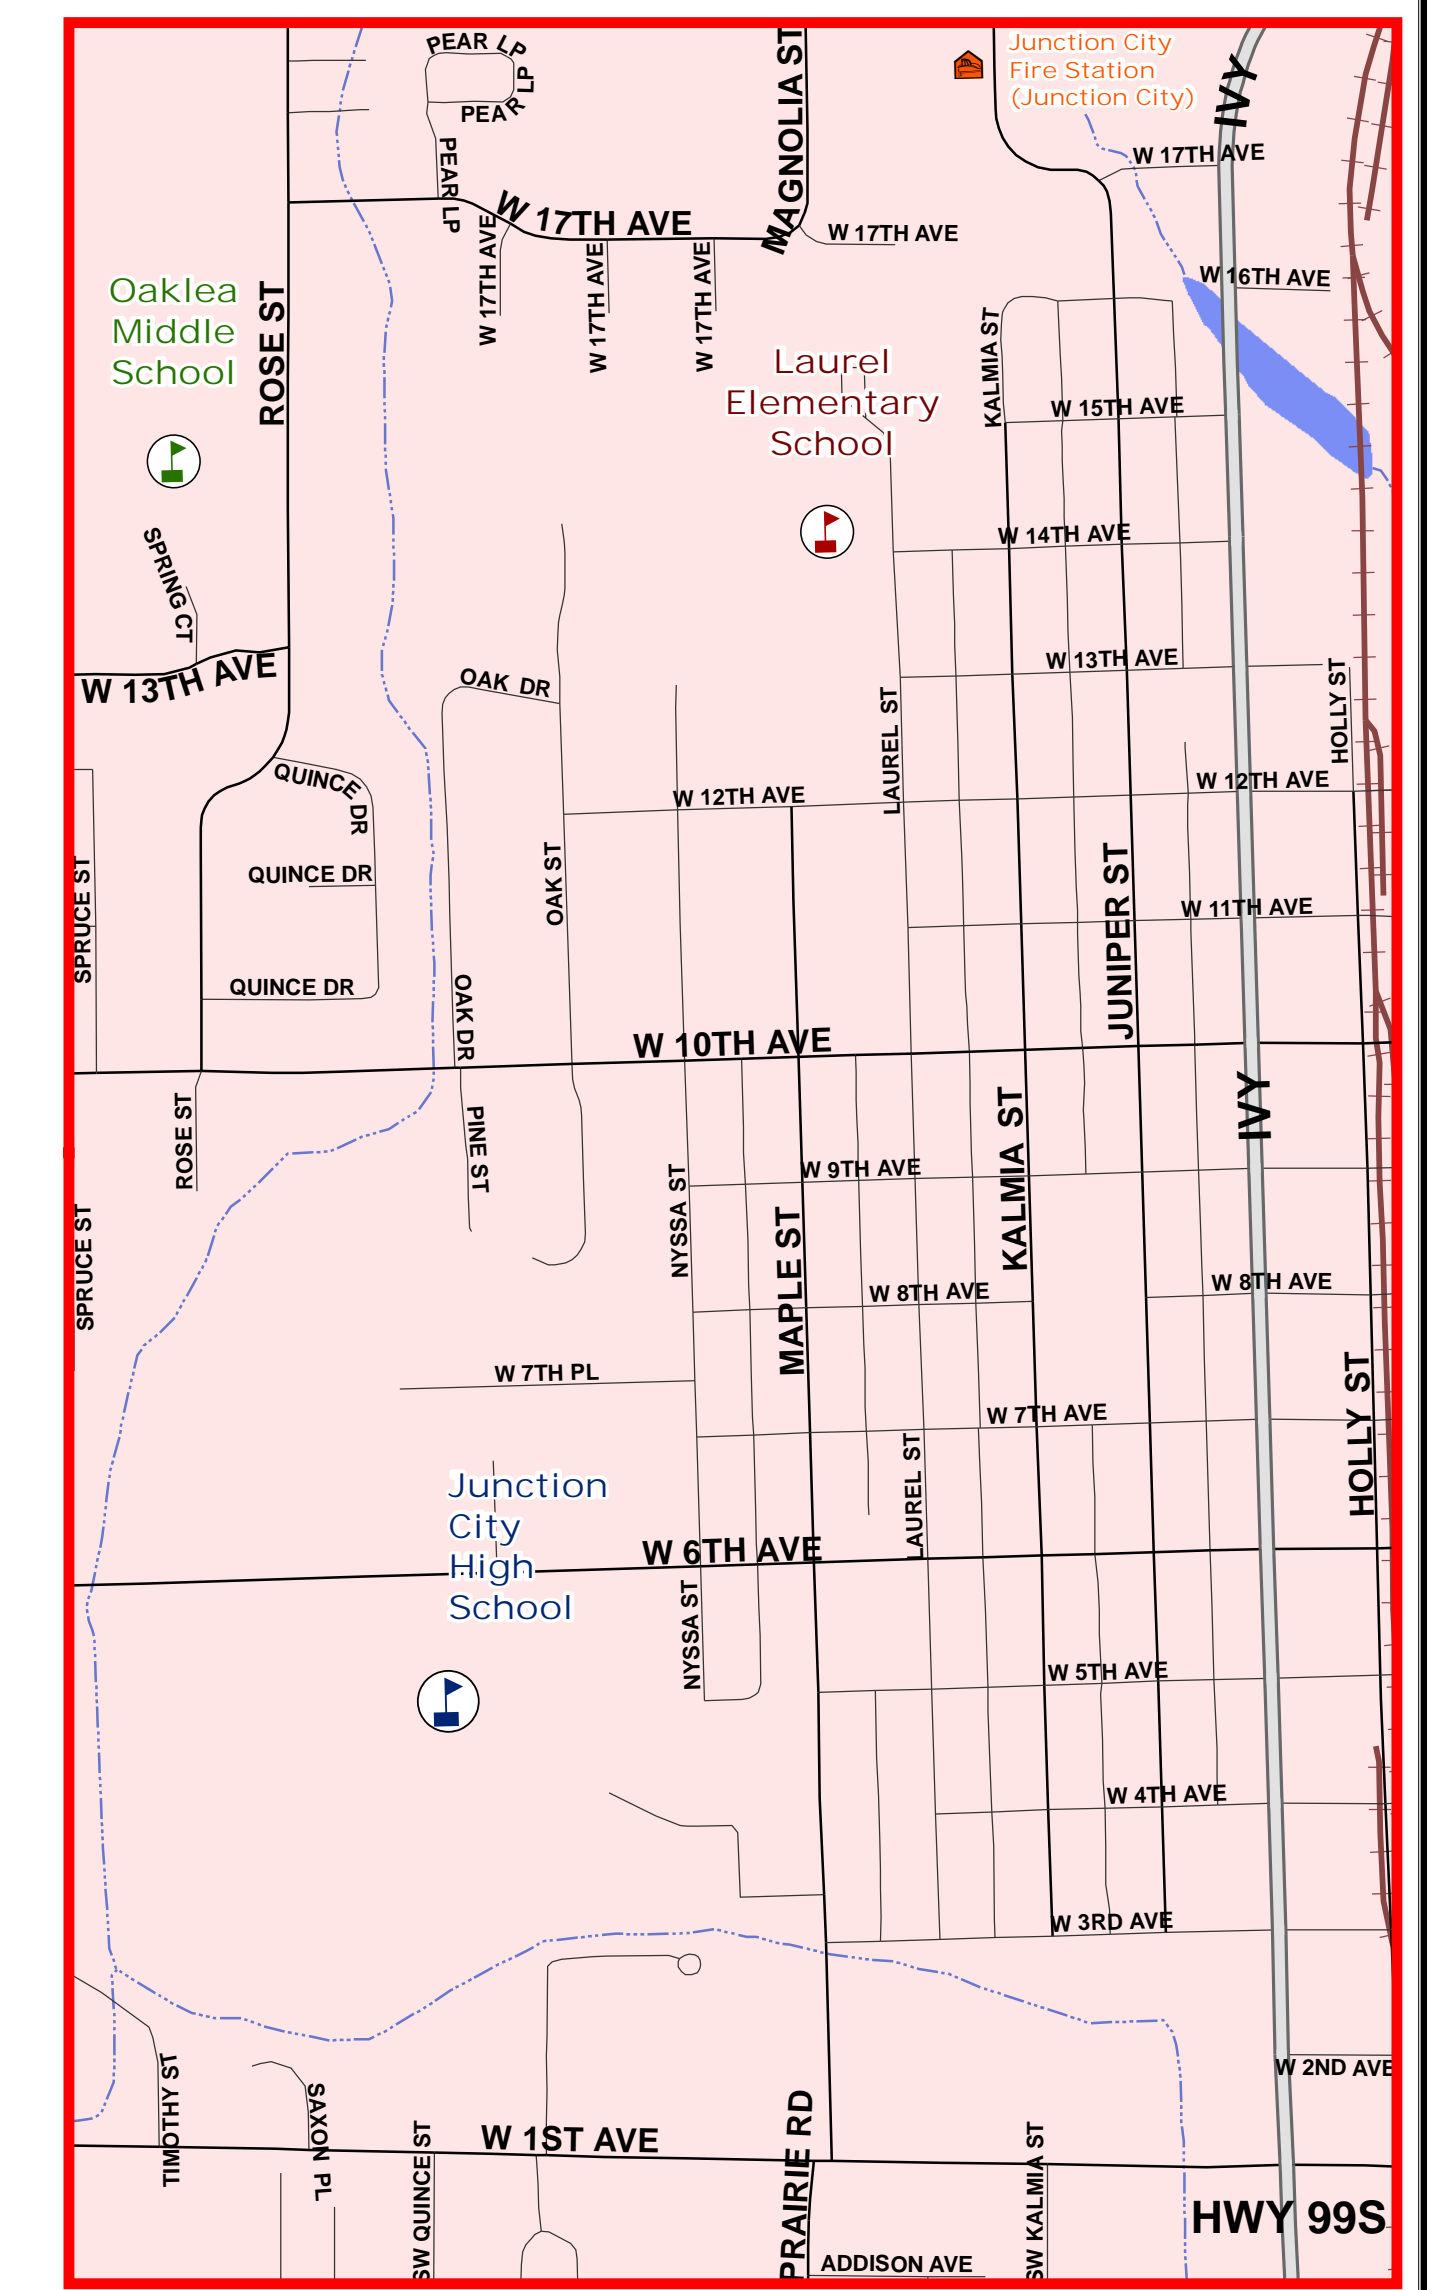 PEAR LP
LP
PEAR
PEAR LP
MAGNOLIA ST
Junction City
Fire Station
(Junction City)
IVY
W 17TH AVE
W 17TH AVE
W 17TH AVE
W 17TH AVE
W 17TH AVE
W 17TH AVE
W 16TH AVE
Oaklea
Middle
School
ROSE ST
Laurel
Elementary
School
KALMIA ST
W 15TH AVE
W 14TH AVE
SPRING CT
W 13TH AVE
W 13TH AVE
OAK DR
LAUREL ST
HOLLY ST
QUINCE DR
W 12TH AVE
W 12TH AVE
SPRUCE ST
QUINCE DR
OAK ST
JUNIPER ST
W 11TH AVE
QUINCE DR
OAK DR
W 10TH AVE
IVY
ROSE ST
PINE ST
KALMIA ST
NYSSA ST
W 9TH AVE
SPRUCE ST
MAPLE ST
W 8TH AVE
W 8TH AVE
W 7TH PL
HOLLY ST
W 7TH AVE
LAUREL ST
Junction
City
High
School
W 6TH AVE
NYSSA ST
W 5TH AVE
W 4TH AVE
W 3RD AVE
W 2ND AVE
TIMOTHY ST
SAXON PL
SW QUINCE ST
W 1ST AVE
PRAIRIE RD
SW KALMIA ST
HWY 99S
ADDISON AVE